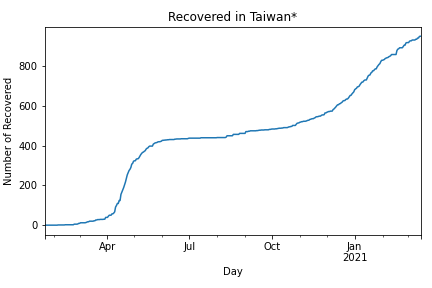 Recovered in Taiwan*
Number of Recovered
800
600
400
200
0
Apr
Jul
Oct
Jan
2021
Day